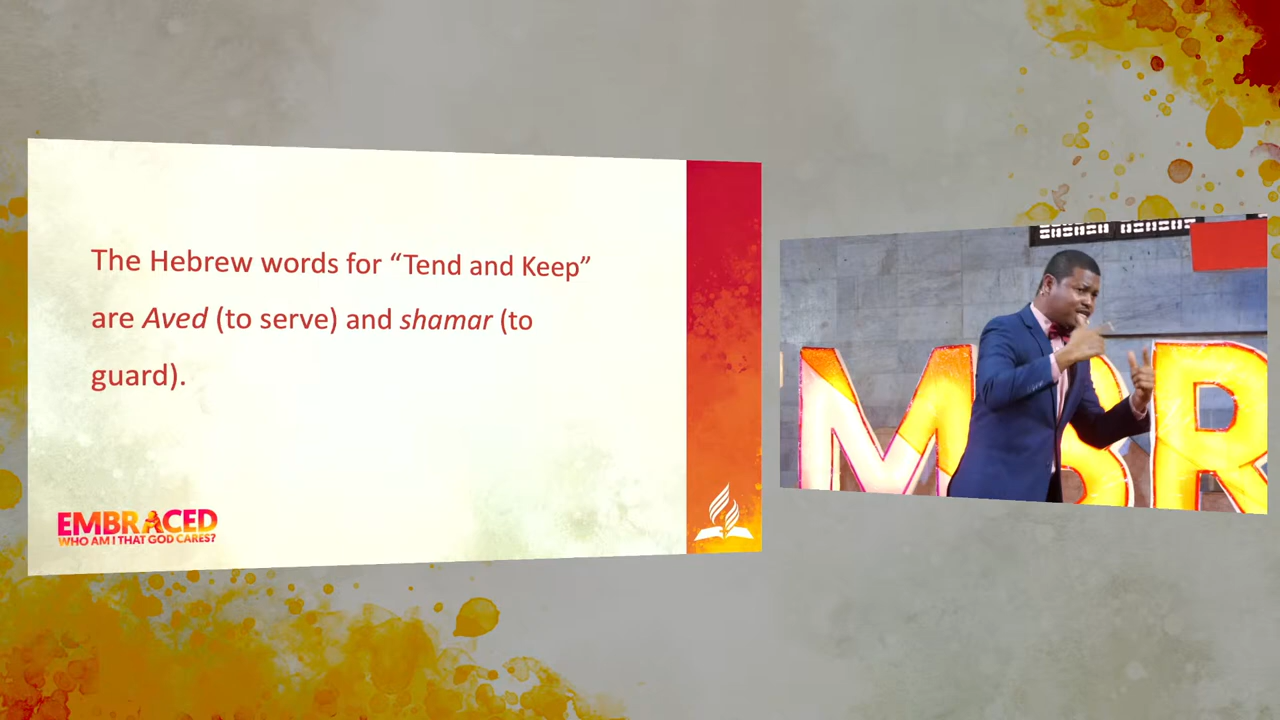 The Hebrew words for “Tend and Keep”
are Aved (to serve) and shamar (to
guard).
EMBRACED
WHO AM I THAT GOD CARES?
MBR